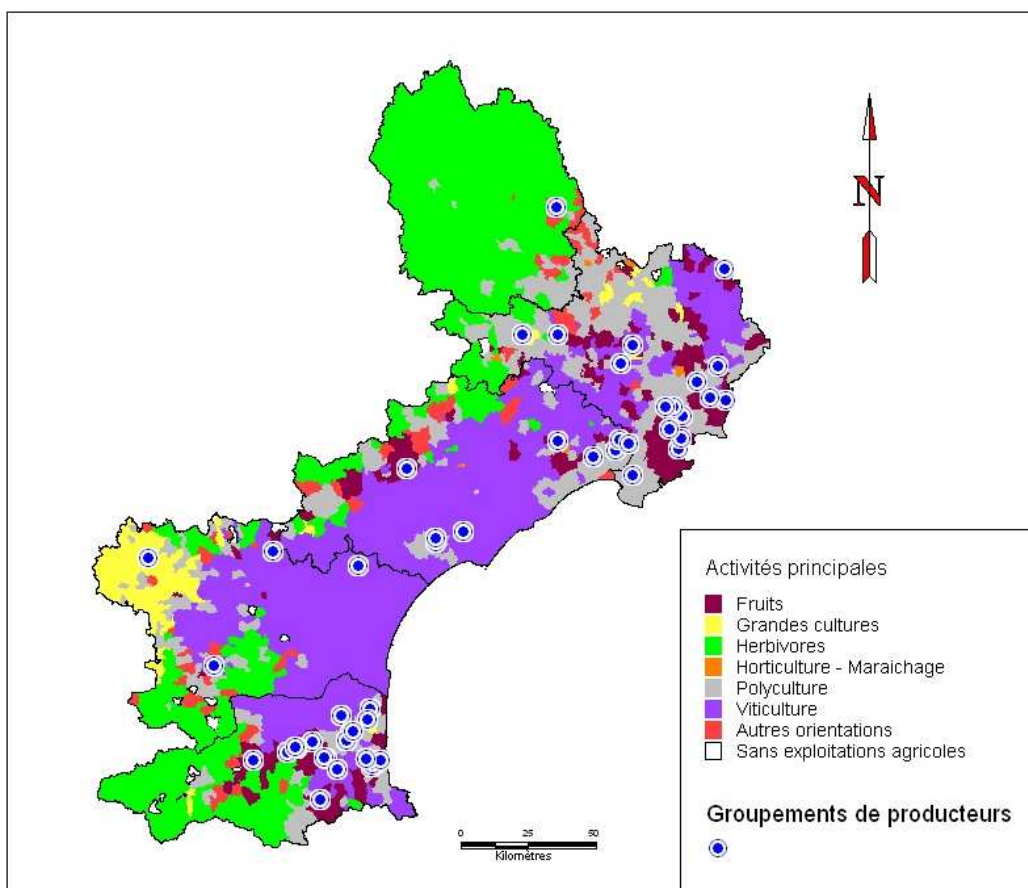 N
Activités principales
Fruits
Grandes cultures
Herbivores
Horticulture - Maraichage
Polyculture
Viticulture
Autres orientations
Sans exploitations agricoles
Groupements de producteurs
0 25 50
Kilomètres